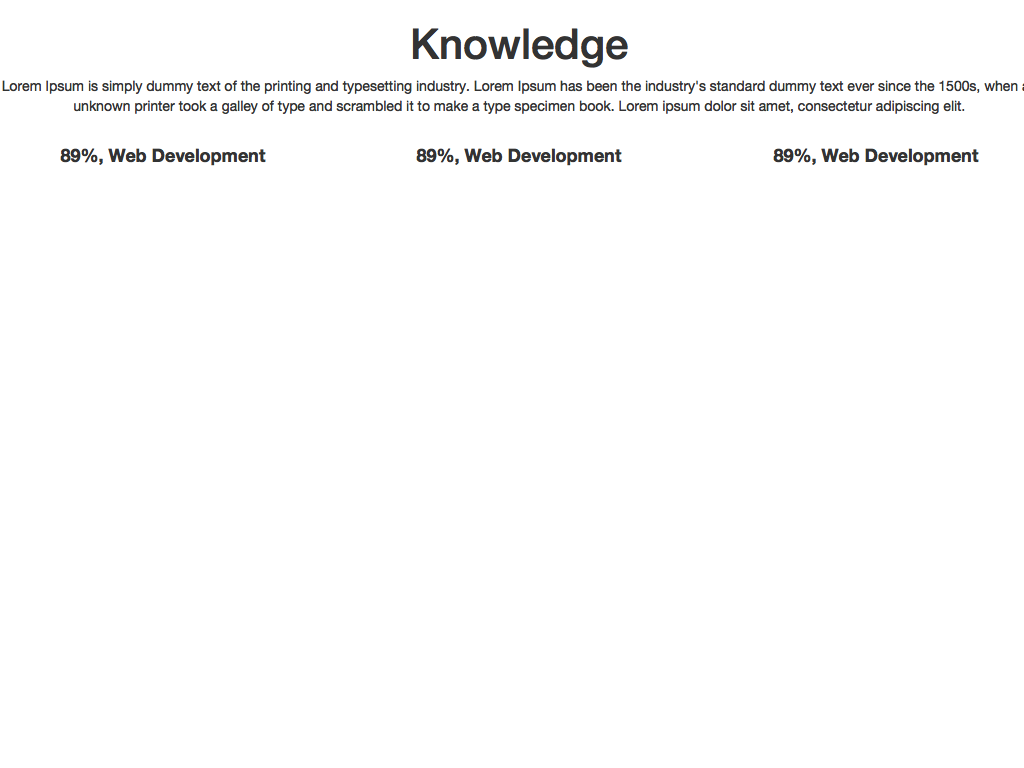 Knowledge
Lorem Ipsum is simply dummy text of the printing and typesetting industry. Lorem Ipsum has been the industry's standard dummy text ever since the 1500s, when
unknown printer took a galley of type and scrambled it to make a type specimen book. Lorem ipsum dolor sit amet, consectetur adipiscing elit.
89%, Web Development
89%, Web Development
89%, Web Development